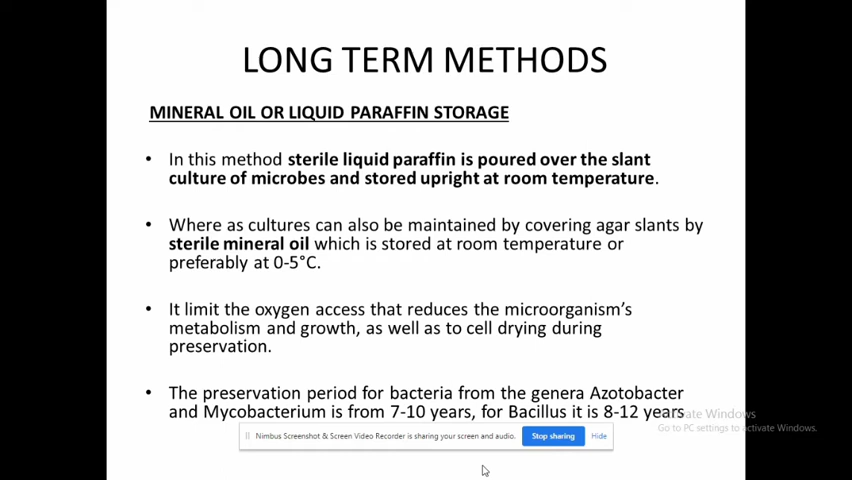 LONG TERM METHODS
MINERAL OIL OR LIQUID PARAFFIN STORAGE
• In this method sterile liquid paraffin is poured over the slant
culture of microbes and stored upright at room temperature.
• Where as cultures can also be maintained by covering agar slants by
sterile mineral oil which is stored at room temperature or
preferably at 0-5°C.
• It limit the oxygen access that reduces the microorganism's
metabolism and growth, as well as to cell drying during
preservation.
• The preservation period for bacteria from the genera Azotobacter
and Mycobacterium is from 7-10 years, for Bacillus it is 8-12 years
Activate Windows
Go to PC settings to activate Windows.
Nimbus Screenshot & Screen Video Recorder is sharing your screen and audio. Stop sharing Hide